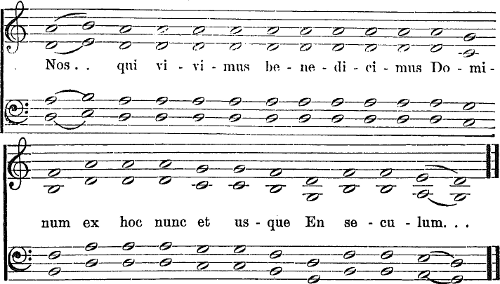 Nos . . qui vi - vi - mus be - ne - di - ci - mus Do - mi -
num ex hoc nunc et us - que En se - cu - lum. . .